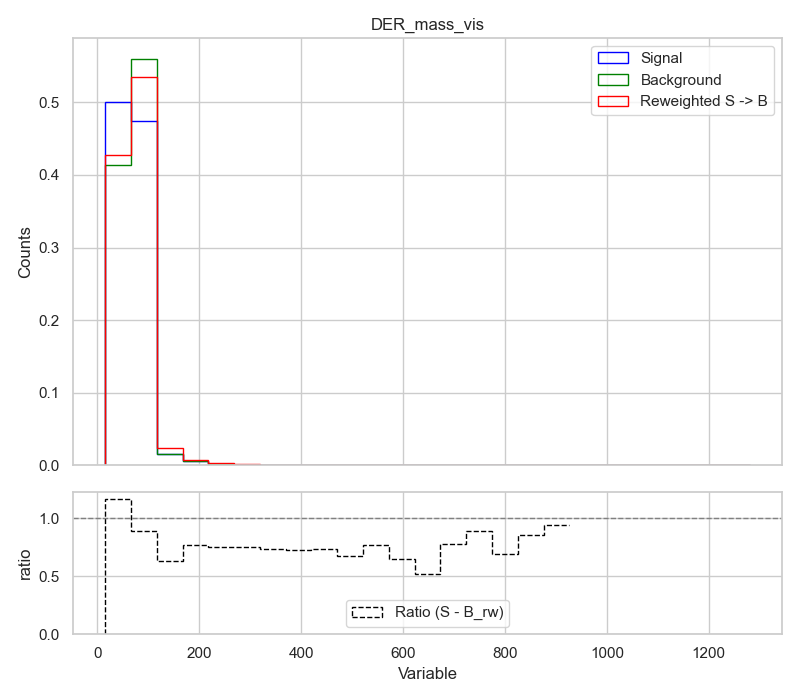 DER_mass_vis
Signal
Background
Reweighted S -> B
0.5
0.4
0.3
0.2
0.1
0.0
Counts
1.0
0.5
0.0
ratio
Ratio (S - B_rw)
0 200 400 600 800 1000 1200
Variable